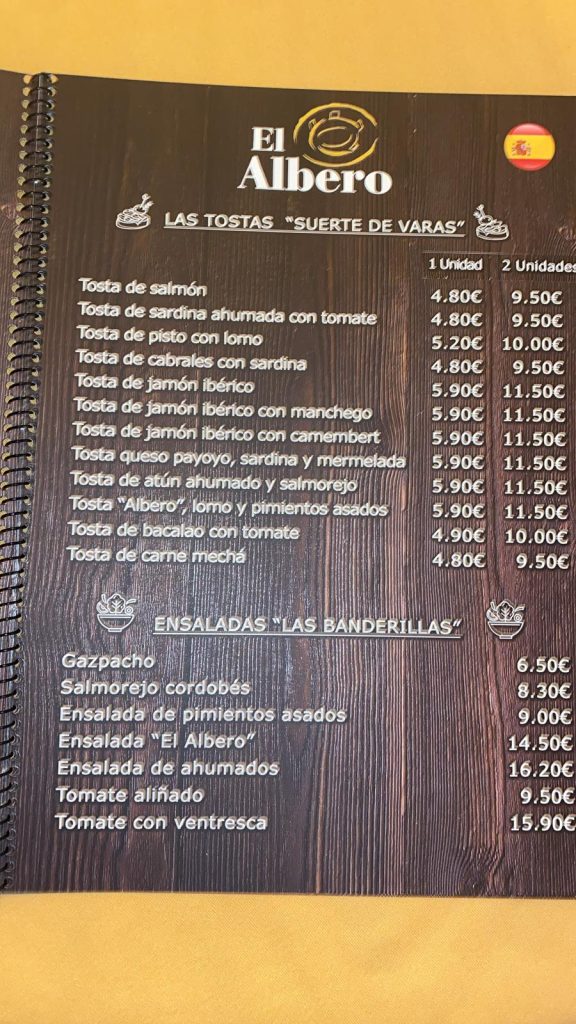 El
Albero
LAS TOSTAS "SUERTE DE VARAS"
1 Unidad 2 Unidades
Tosta de salmón 4.80€ 9.50€
Tosta de sardina ahumada con tomate 4.80€ 9.50€
Tosta de pisto con lomo 5.20€ 10.00€
Tosta de cabrales con sardina 4.80€ 9.50€
Tosta de jamón ibérico 5.90€ 11.50€
Tosta de jamón ibérico con manchego 5.90€ 11.50€
Tosta de jamón ibérico con camembert 5.90€ 11.50€
Tosta queso payoyo, sardina y mermelada 5.90€ 11.50€
Tosta de atún ahumado y salmorejo 5.90€ 11.50€
Tosta "Albero", lomo y pimientos asados 5.90€ 11.50€
Tosta de bacalao con tomate 4.90€ 10.00€
Tosta de carne mechá 4.80€ 9.50€
ENSALADAS "LAS BANDERILLAS"
Gazpacho 6.50€
Salmorejo cordobés 8.30€
Ensalada de pimientos asados 9.00€
Ensalada "El Albero" 14.50€
Ensalada de ahumados 16.20€
Tomate aliñado 9.50€
Tomate con ventresca 15.90€